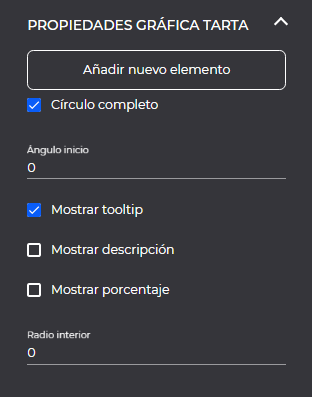 PROPIEDADES GRÁFICA TARTA
Añadir nuevo elemento
Círculo completo
Ángulo inicio
0
Mostrar tooltip
Mostrar descripción
Mostrar porcentaje
Radio interior
0